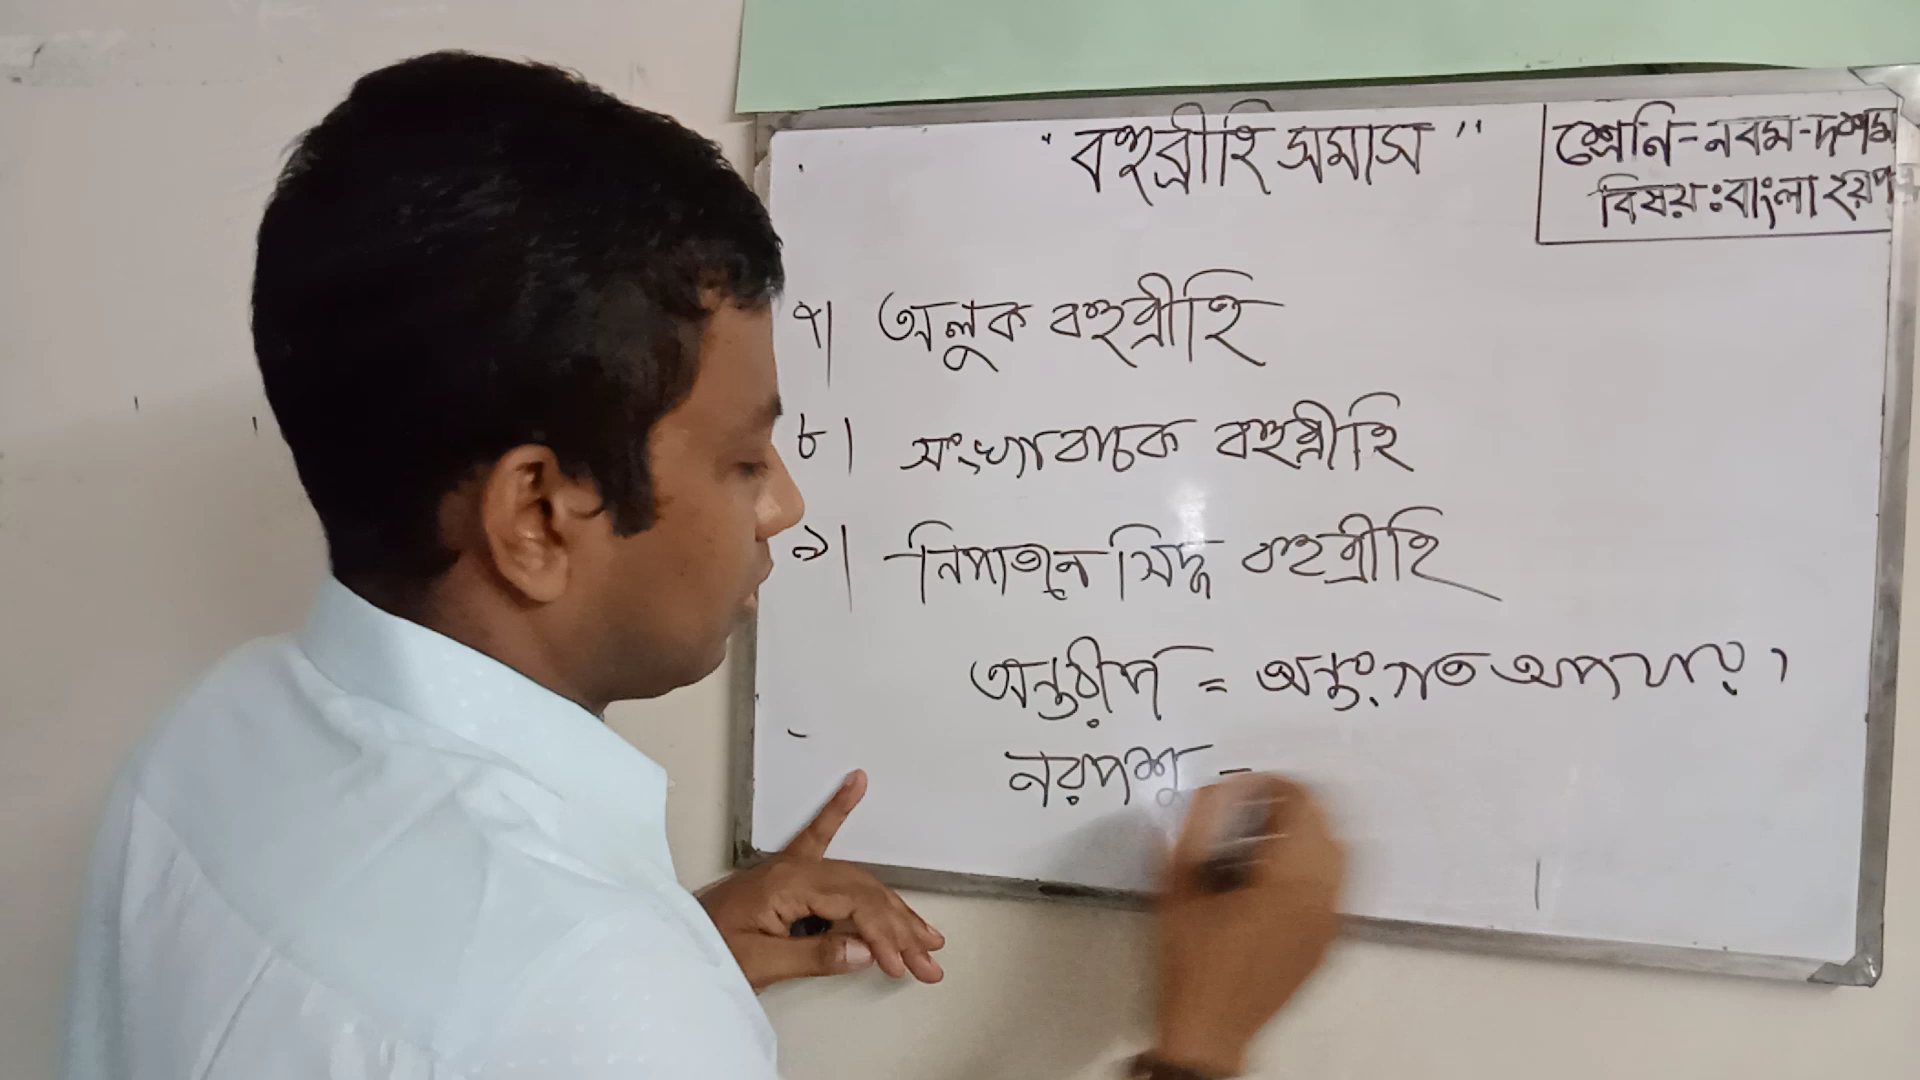 "বহুব্রীহি সমাস"
শ্রেনি-নবম-দশম
বিষয়ঃবাংলা ২য়প
৭| অলুক বহুব্রীহি
৮| সংখ্যাবাচক বহুব্রীহি
৯| নিপাতনে সিদ্ধ বহুব্রীহি
অন্তরীপ = অন্তর্গত অপ যার।
নরপশু =